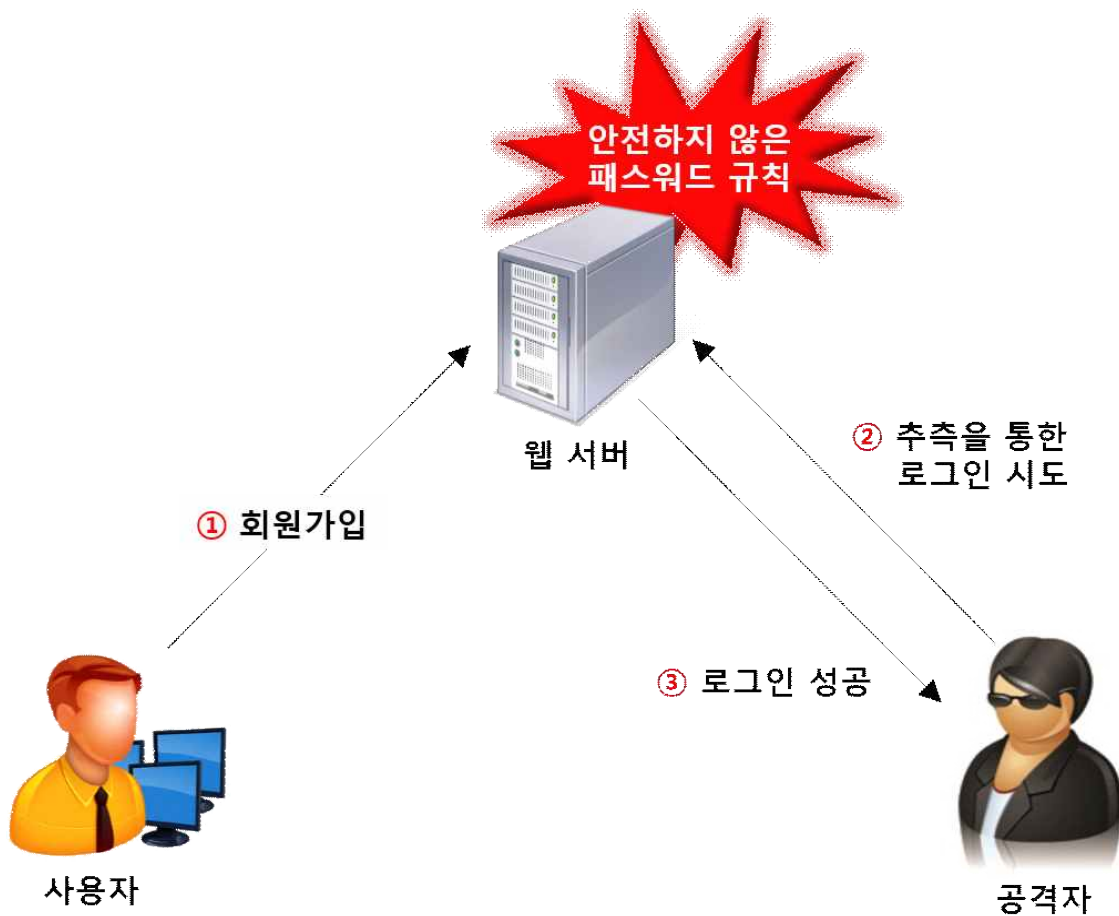 안전하지 않은
패스워드 규칙
웹 서버
② 추측을 통한
로그인 시도
① 회원가입
③ 로그인 성공
사용자
공격자